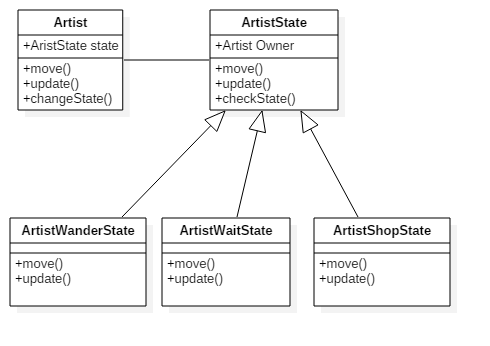 Artist
+AristState state
+move()
+update()
+changeState()
ArtistState
+Artist Owner
+move()
+update()
+checkState()
ArtistWanderState
+move()
+update()
ArtistWaitState
+move()
+update()
ArtistShopState
+move()
+update()